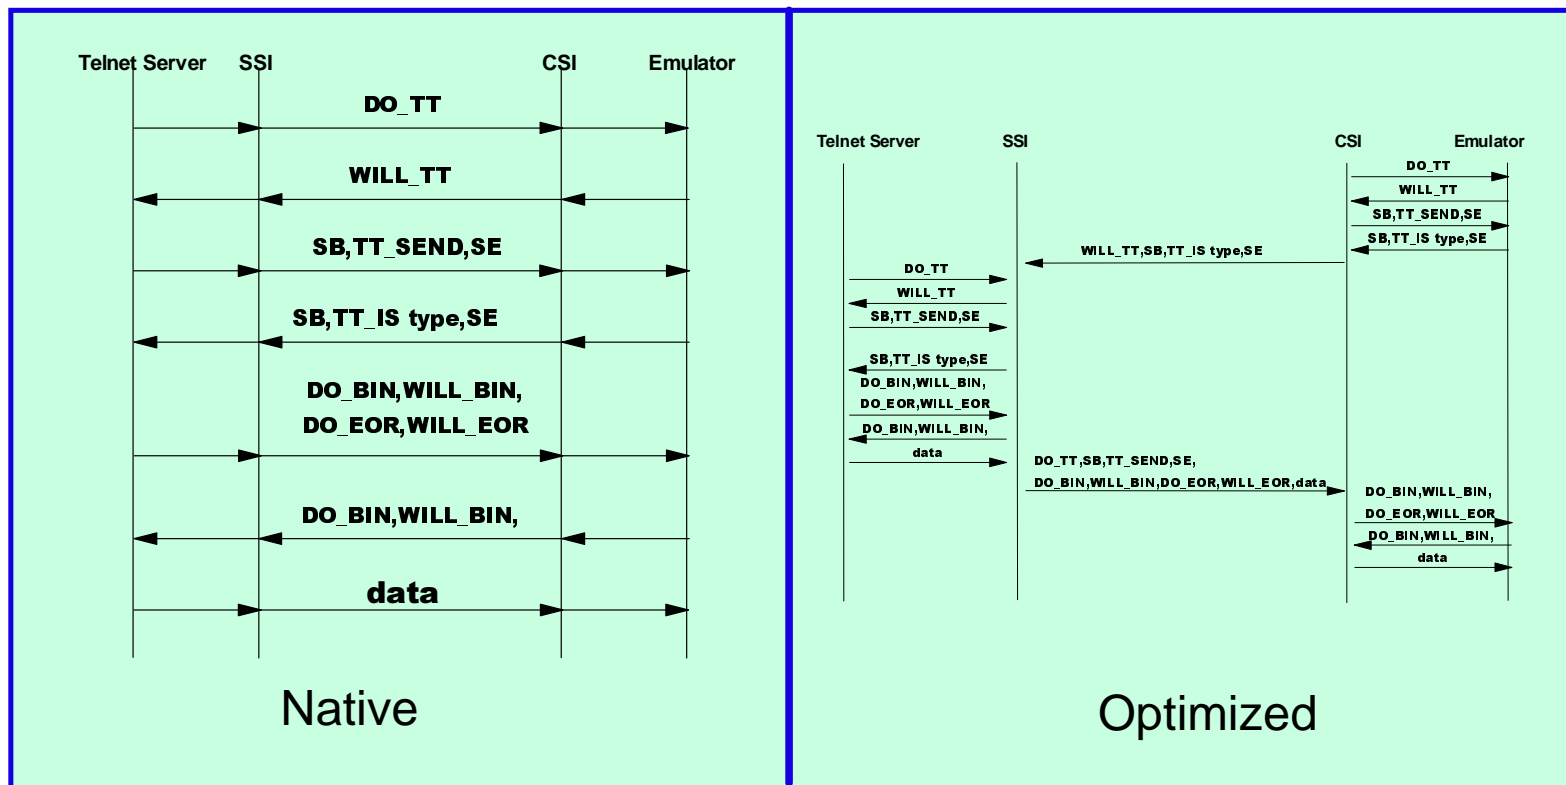 Telnet Server SSI CSI Emulator
DO_TT
WILL_TT
SB,TT_SEND,SE
SB,TT_IS type,SE
DO_BIN,WILL_BIN,
DO_EOR,WILL_EOR
DO_BIN,WILL_BIN,
data
Native
Telnet Server SSI CSI Emulator
DO_TT
WILL_TT
SB,TT_SEND,SE
SB,TT_IS type,SE
WILL_TT,SB,TT_IS type,SE
DO_TT
WILL_TT
SB,TT_SEND,SE
SB,TT_IS type,SE
DO_BIN,WILL_BIN,
DO_EOR,WILL_EOR
DO_BIN,WILL_BIN,
data
DO_TT,SB,TT_SEND,SE,
DO_BIN,WILL_BIN,DO_EOR,WILL_EOR,data
DO_BIN,WILL_BIN,
DO_EOR,WILL_EOR
DO_BIN,WILL_BIN,
data
Optimized